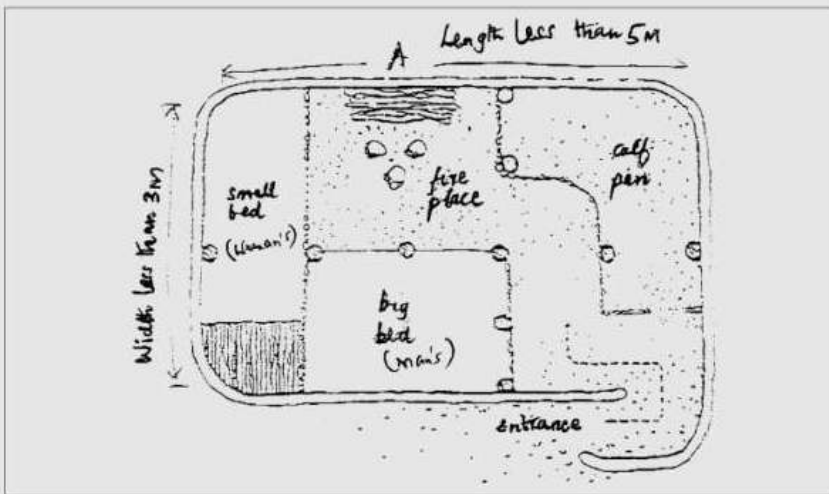 A Length Less than 5M
Width Less than 3M
small
bed
(Woman's)
fire
place
calf
pen
big
bed
(man's)
Entrance